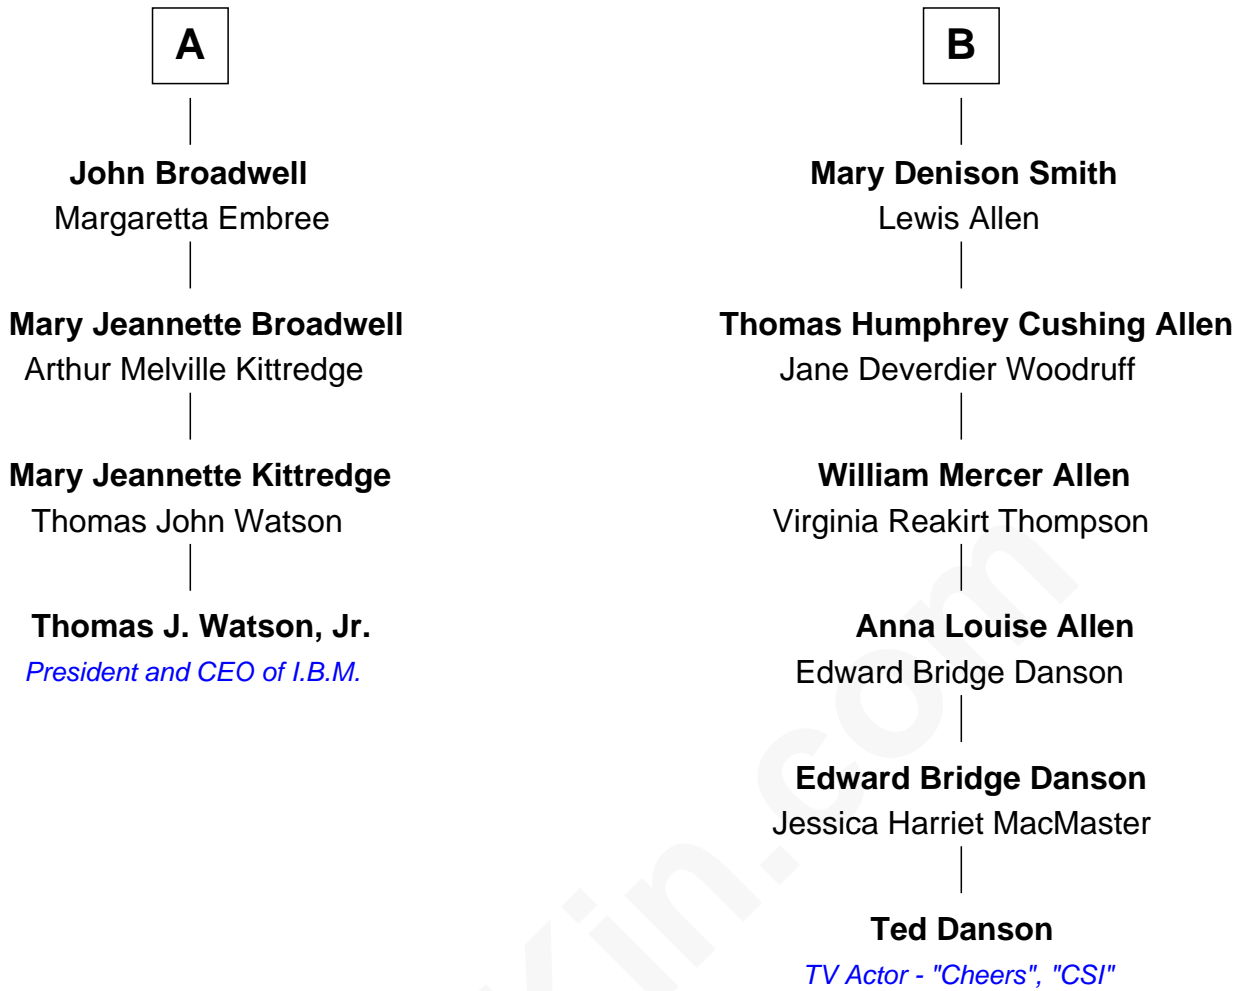 A
John Broadwell
Margaretta Embree
Mary Jeannette Broadwell
Arthur Melville Kittredge
Mary Jeannette Kittredge
Thomas John Watson
Thomas J. Watson, Jr.
President and CEO of I.B.M.
B
Mary Denison Smith
Lewis Allen
Thomas Humphrey Cushing Allen
Jane Deverdier Woodruff
William Mercer Allen
Virginia Reakirt Thompson
Anna Louise Allen
Edward Bridge Danson
Edward Bridge Danson
Jessica Harriet MacMaster
Ted Danson
TV Actor - "Cheers", "CSI"